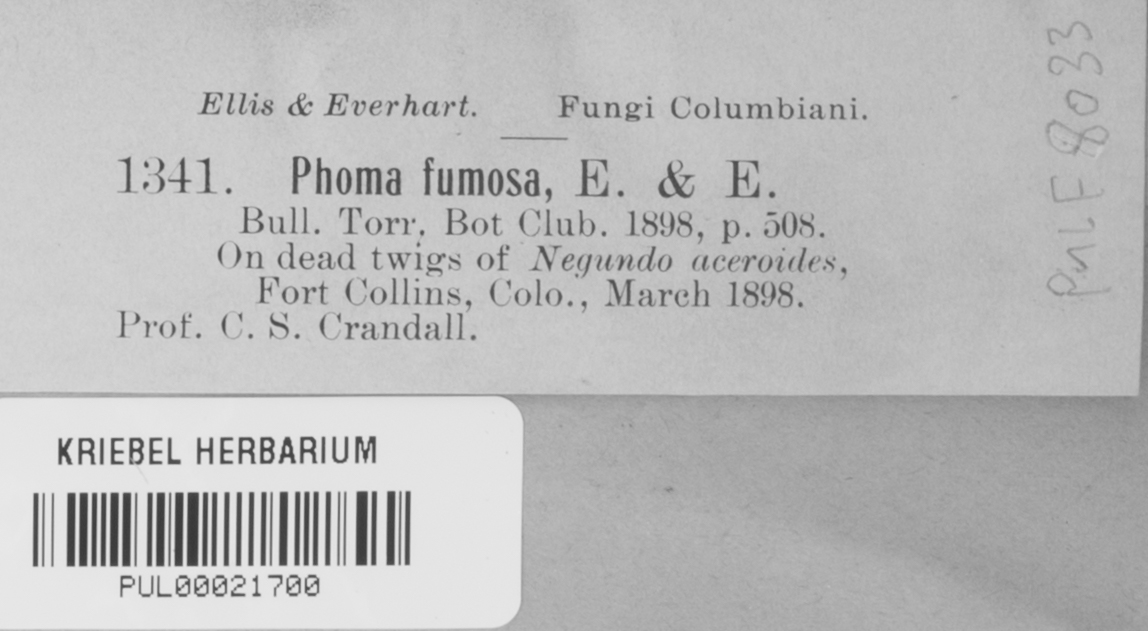 Ellis & Everhart. Fungi Columbiani.
1341. Phoma fumosa, E. & E.
Bull. Torr. Bot Club. 1898, p. 508.
On dead twigs of Negundo aceroides,
Fort Collins, Colo., March 1898.
Prof. C. S. Crandall.
PUL F 8033
KRIEBEL HERBARIUM
PUL00021700